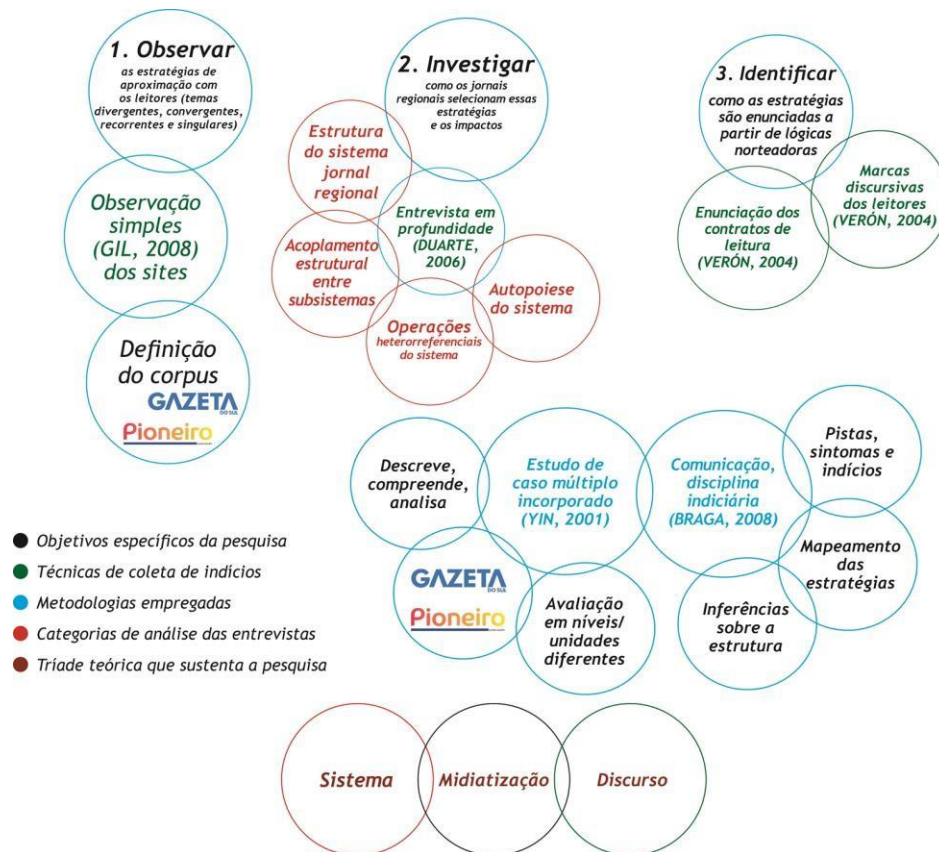 1. Observar
as estratégias de
aproximação com
os leitores (temas
divergentes, convergentes,
recorrentes e singulares)
Observação
simples
(GIL, 2008)
dos sites
Definição
do corpus
GAZETA
DO SUL
Pioneiro
2. Investigar
como os jornais
regionais selecionam essas
estratégias
e os impactos
Estrutura
do sistema
jornal
regional
Entrevista em
profundidade
(DUARTE,
2006)
Acoplamento
estrutural
entre
subsistemas
Autopoiese
do sistema
Operações
heterorreferenciais
do sistema
3. Identificar
como as estratégias
são enunciadas a
partir de lógicas
norteadoras
Marcas
discursivas
dos leitores
(VERÓN, 2004)
Enunciação dos
contratos de
leitura
(VERÓN, 2004)
Descreve,
compreende,
analisa
Estudo de
caso múltiplo
incorporado
(YIN, 2001)
Comunicação,
disciplina
indiciária
(BRAGA, 2008)
Pistas,
sintomas e
indícios
Mapeamento
das
estratégias
GAZETA
DO SUL
Pioneiro
Avaliação
em níveis/
unidades
diferentes
Inferências
sobre a
estrutura
Objetivos específicos da pesquisa
Técnicas de coleta de indícios
Metodologias empregadas
Categorias de análise das entrevistas
Tríade teórica que sustenta a pesquisa
Sistema
Midiatização
Discurso